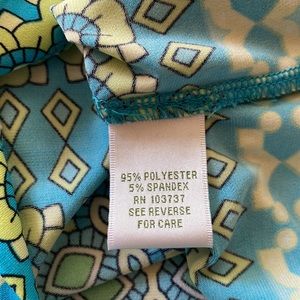 95% POLYESTER
5% SPANDEX
RN 103737
SEE REVERSE
FOR CARE